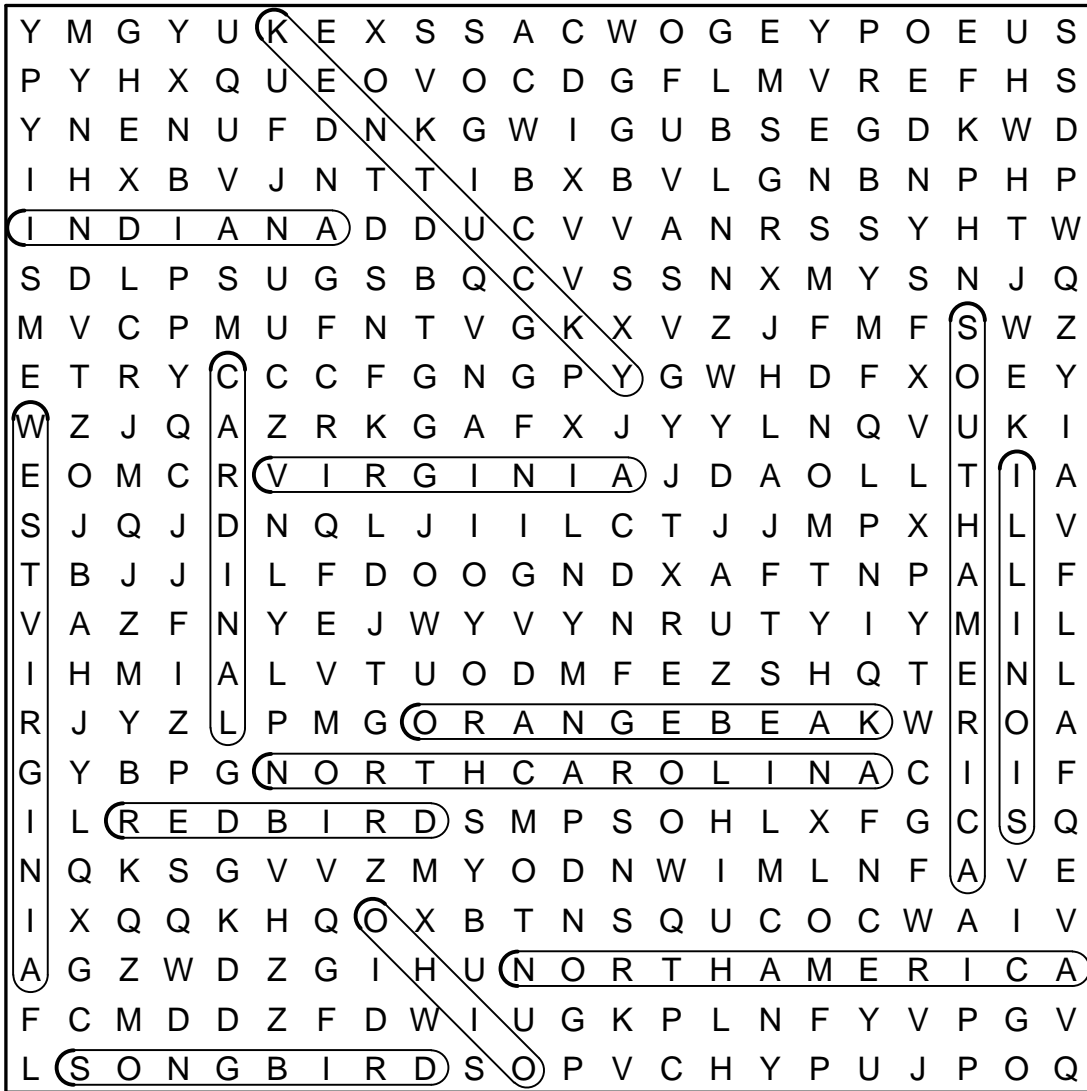 Y M G Y U K E X S S A C W O G E Y P O E U S
P Y H X Q U E O V O C D G F L M V R E F H S
Y N E N U F D N K G W I G U B S E G D K W D
I H X B V J N T T I B X B V L G N B N P H P
I N D I A N A D D U C V V A N R S S Y H T W
S D L P S U G S B Q C V S S N X M Y S N J Q
M V C P M U F N T V G K X V Z J F M F S W Z
E T R Y C C C F G N G P Y G W H D F X O E Y
W Z J Q A Z R K G A F X J Y Y L N Q V U K I
E O M C R V I R G I N I A J D A O L L T I A
S J Q J D N Q L J I I L C T J J M P X H L V
T B J J I L F D O O G N D X A F T N P A L F
V A Z F N Y E J W Y V Y N R U T Y I Y M I L
I H M I A L V T U O D M F E Z S H Q T E N L
R J Y Z L P M G O R A N G E B E A K W R O A
G Y B P G N O R T H C A R O L I N A C I I F
I L R E D B I R D S M P S O H L X F G C S Q
N Q K S G V V Z M Y O D N W I M L N F A V E
I X Q Q K H Q O X B T N S Q U C O C W A I V
A G Z W D Z G I H U N O R T H A M E R I C A
F C M D D Z F D W I U G K P L N F Y V P G V
L S O N G B I R D S O P V C H Y P U J P O Q